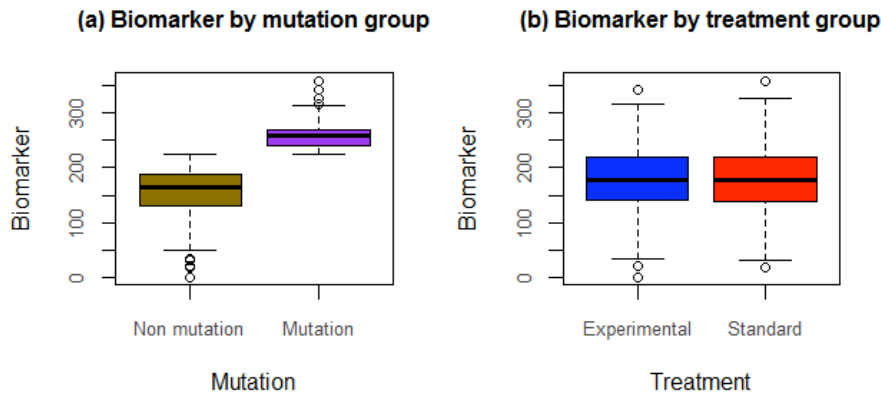 (a) Biomarker by mutation group
Biomarker
300
200
100
0
Non mutation
Mutation
Mutation
(b) Biomarker by treatment group
Biomarker
300
200
100
0
Experimental
Standard
Treatment